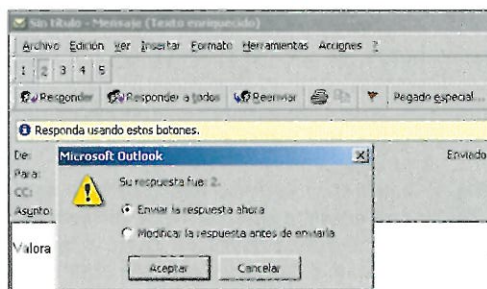 Sin título - Mensaje (Texto enriquecido)
Archivo Edición Ver Insertar Formato Herramientas Acciones ?
1 2 3 4 5
Responder Responder a todos Reenviar Pegado especial...
Responda usando estos botones.
De: Enviado
Para:
CC:
Asunto:
Microsoft Outlook
Su respuesta fue: 2.
Enviar la respuesta ahora
Modificar la respuesta antes de enviarla
Aceptar Cancelar
Valora